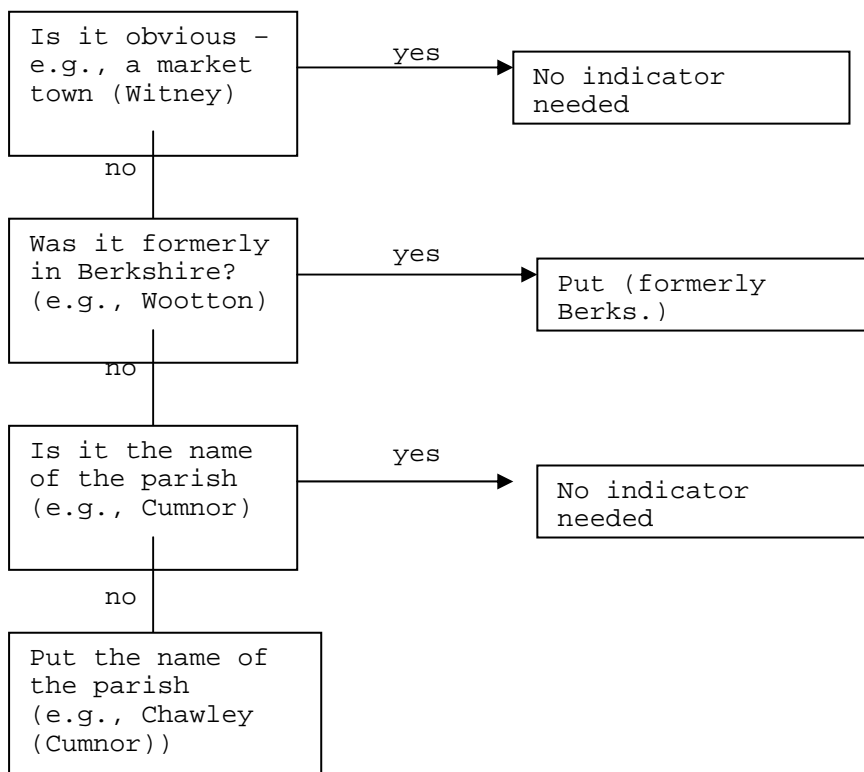 Is it obvious –
e.g., a market
town (Witney)
yes
No indicator
needed
no
Was it formerly
in Berkshire?
(e.g., Wootton)
yes
Put (formerly
Berks.)
no
Is it the name
of the parish
(e.g., Cumnor)
yes
No indicator
needed
no
Put the name of
the parish
(e.g., Chawley
(Cumnor))